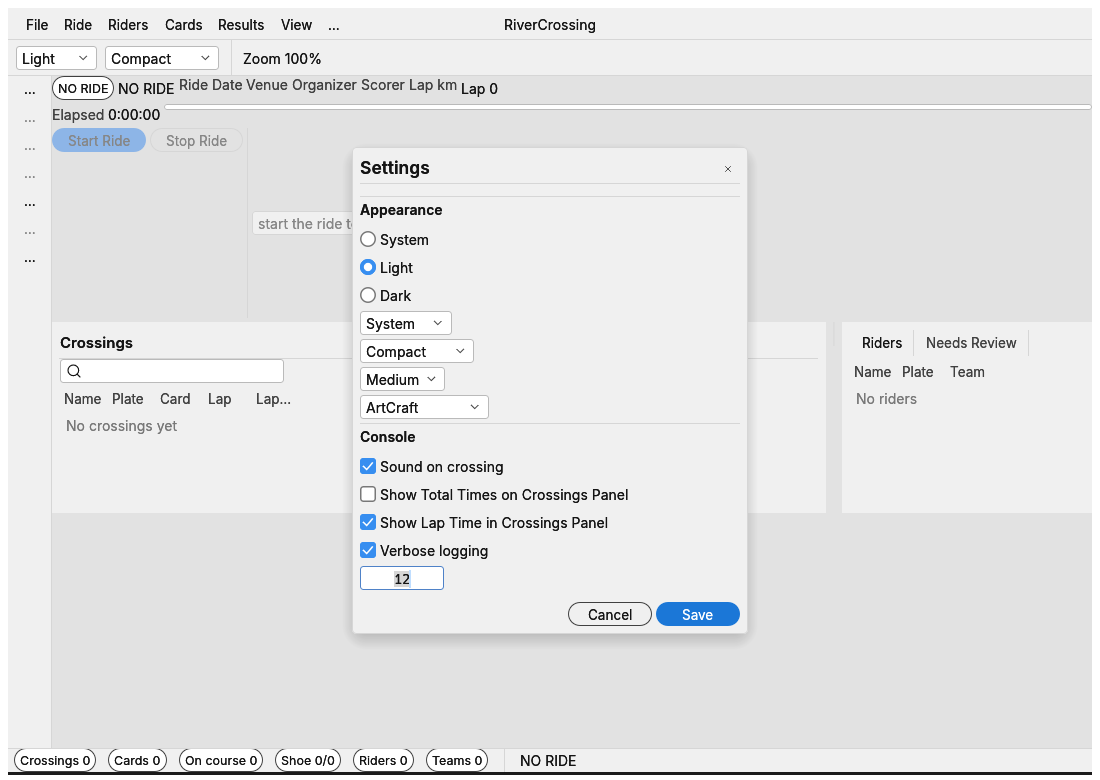 File Ride Riders Cards Results View ... RiverCrossing
Light Compact Zoom 100%
... NO RIDE NO RIDE Ride Date Venue Organizer Scorer Lap km Lap 0
... Elapsed 0:00:00
... Start Ride Stop Ride
...
...
...
...
start the ride t
Settings
×
Appearance
System
Light
Dark
System
Compact
Medium
ArtCraft
Console
Sound on crossing
Show Total Times on Crossings Panel
Show Lap Time in Crossings Panel
Verbose logging
12
Cancel Save
Crossings
Name Plate Card Lap Lap...
No crossings yet
Riders Needs Review
Name Plate Team
No riders
Crossings 0 Cards 0 On course 0 Shoe 0/0 Riders 0 Teams 0 NO RIDE